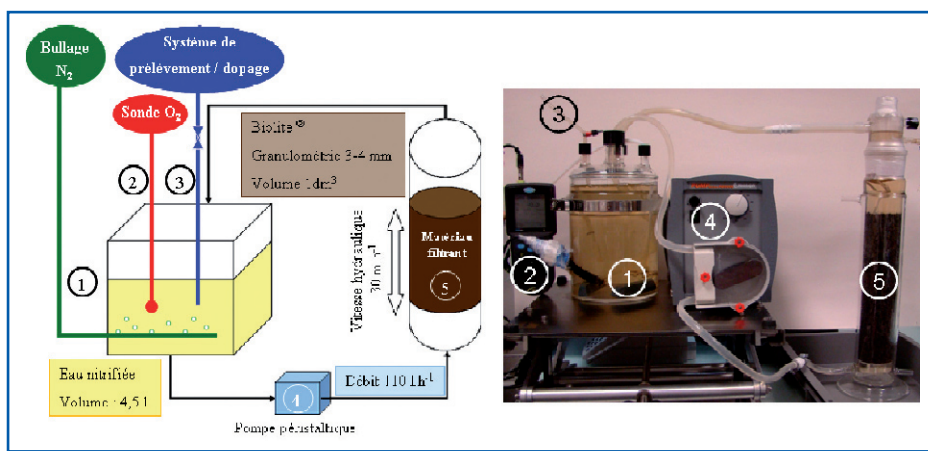 Bullage
N₂
Système de
prélèvement / dopage
Sonde O₂
Biolite®
Granulométrie 3-4 mm
Volume 1dm³
2
3
1
Vitesse hydraulique
30 m h⁻¹
Matériau
filtrant
5
Eau nitrifiée
Volume : 4,5 l
4
Débit 110 l h⁻¹
Pompe péristaltique
3
4
2
1
5